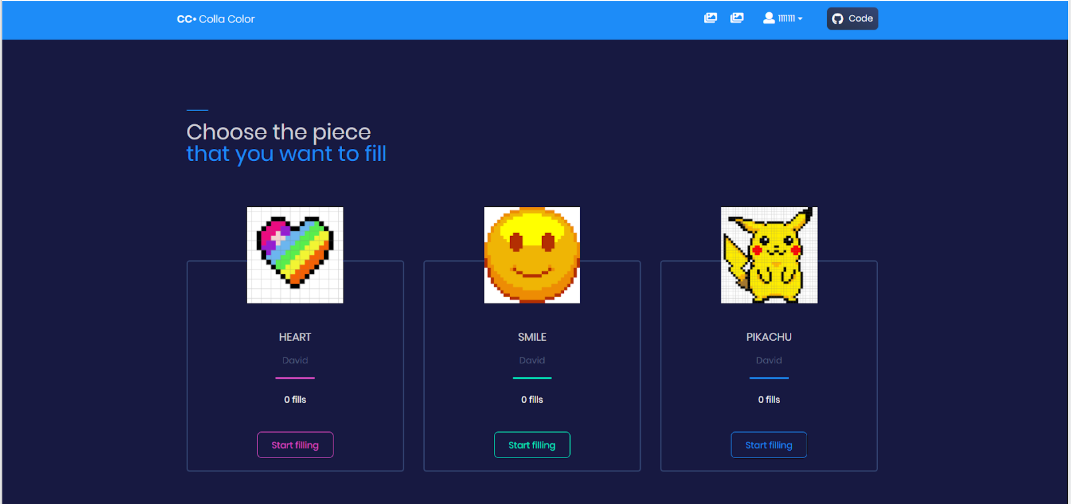 CC• Colla Color
1111111
Code
Choose the piece
that you want to fill
HEART
David
0 fills
Start filling
SMILE
David
0 fills
Start filling
PIKACHU
David
0 fills
Start filling